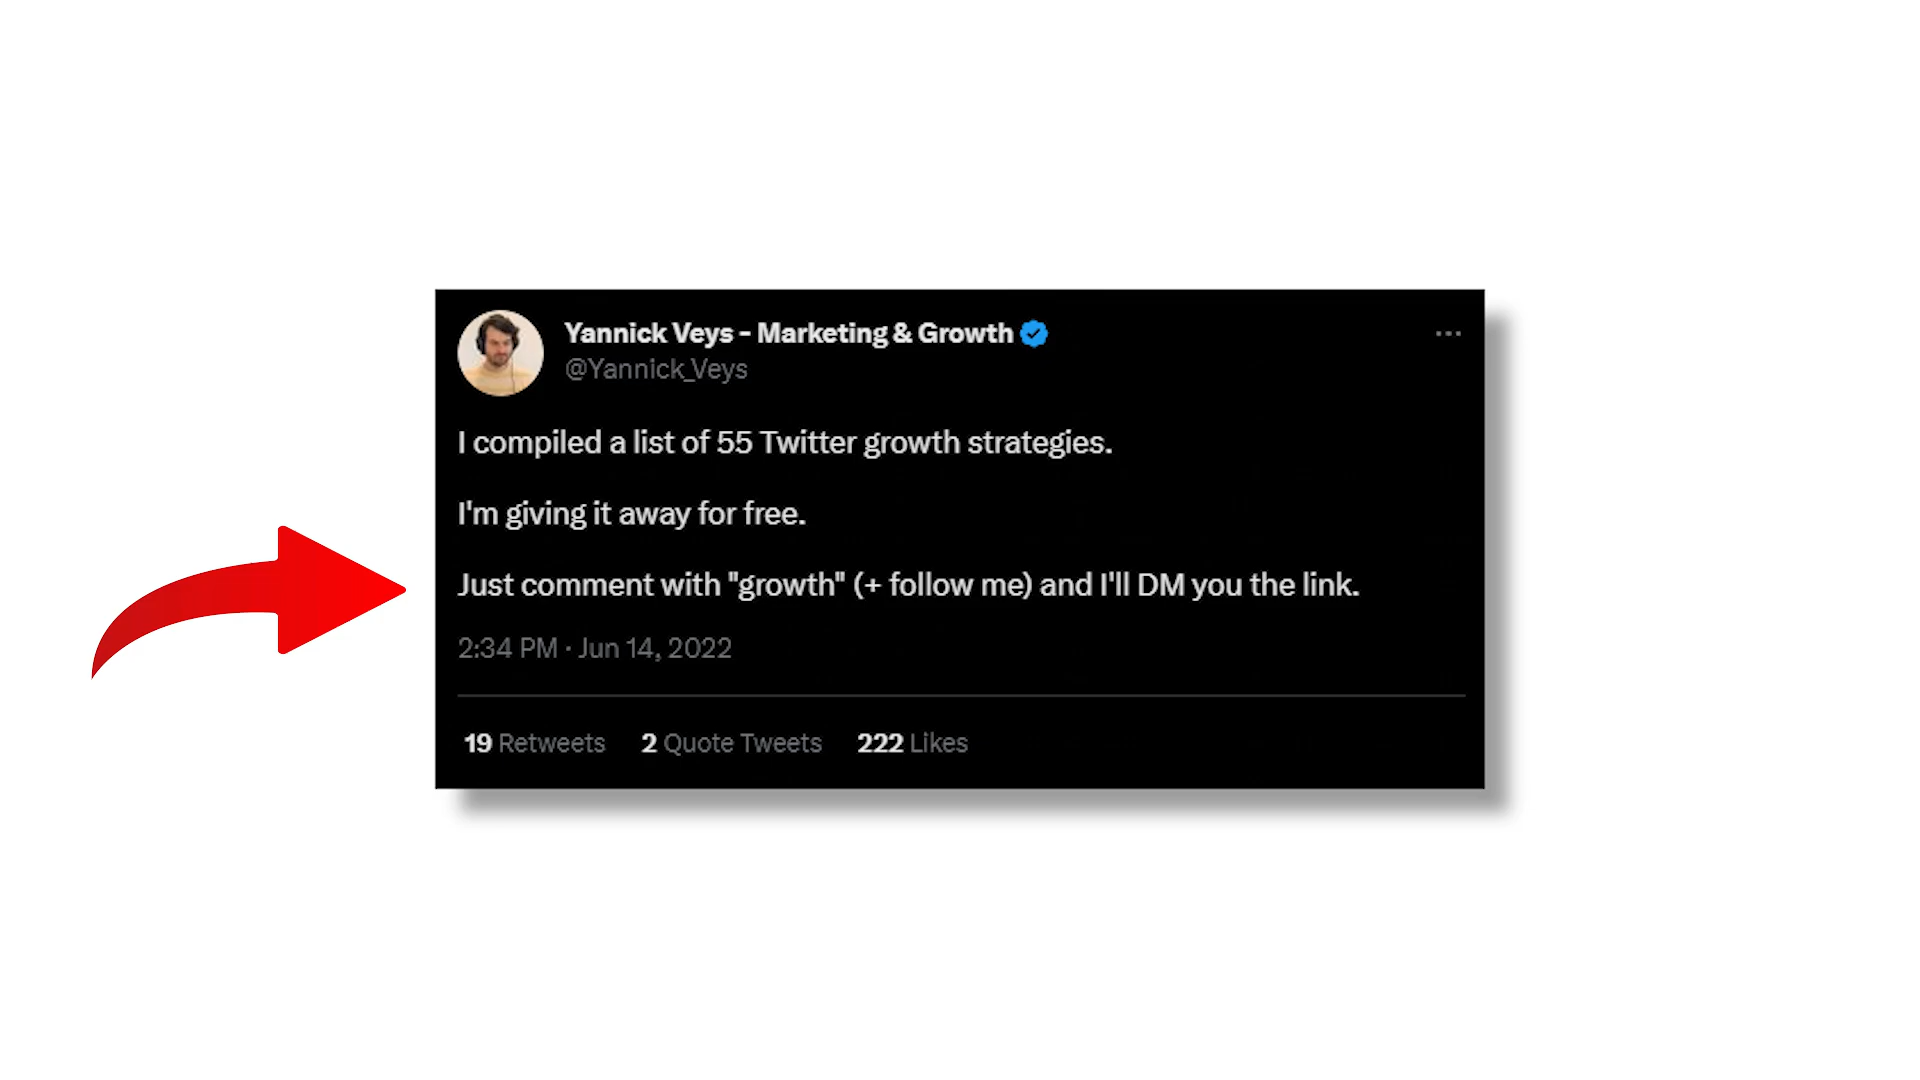 Yannick Veys - Marketing & Growth
@Yannick_Veys
I compiled a list of 55 Twitter growth strategies.
I'm giving it away for free.
Just comment with "growth" (+ follow me) and I'll DM you the link.
2:34 PM · Jun 14, 2022
19 Retweets 2 Quote Tweets 222 Likes